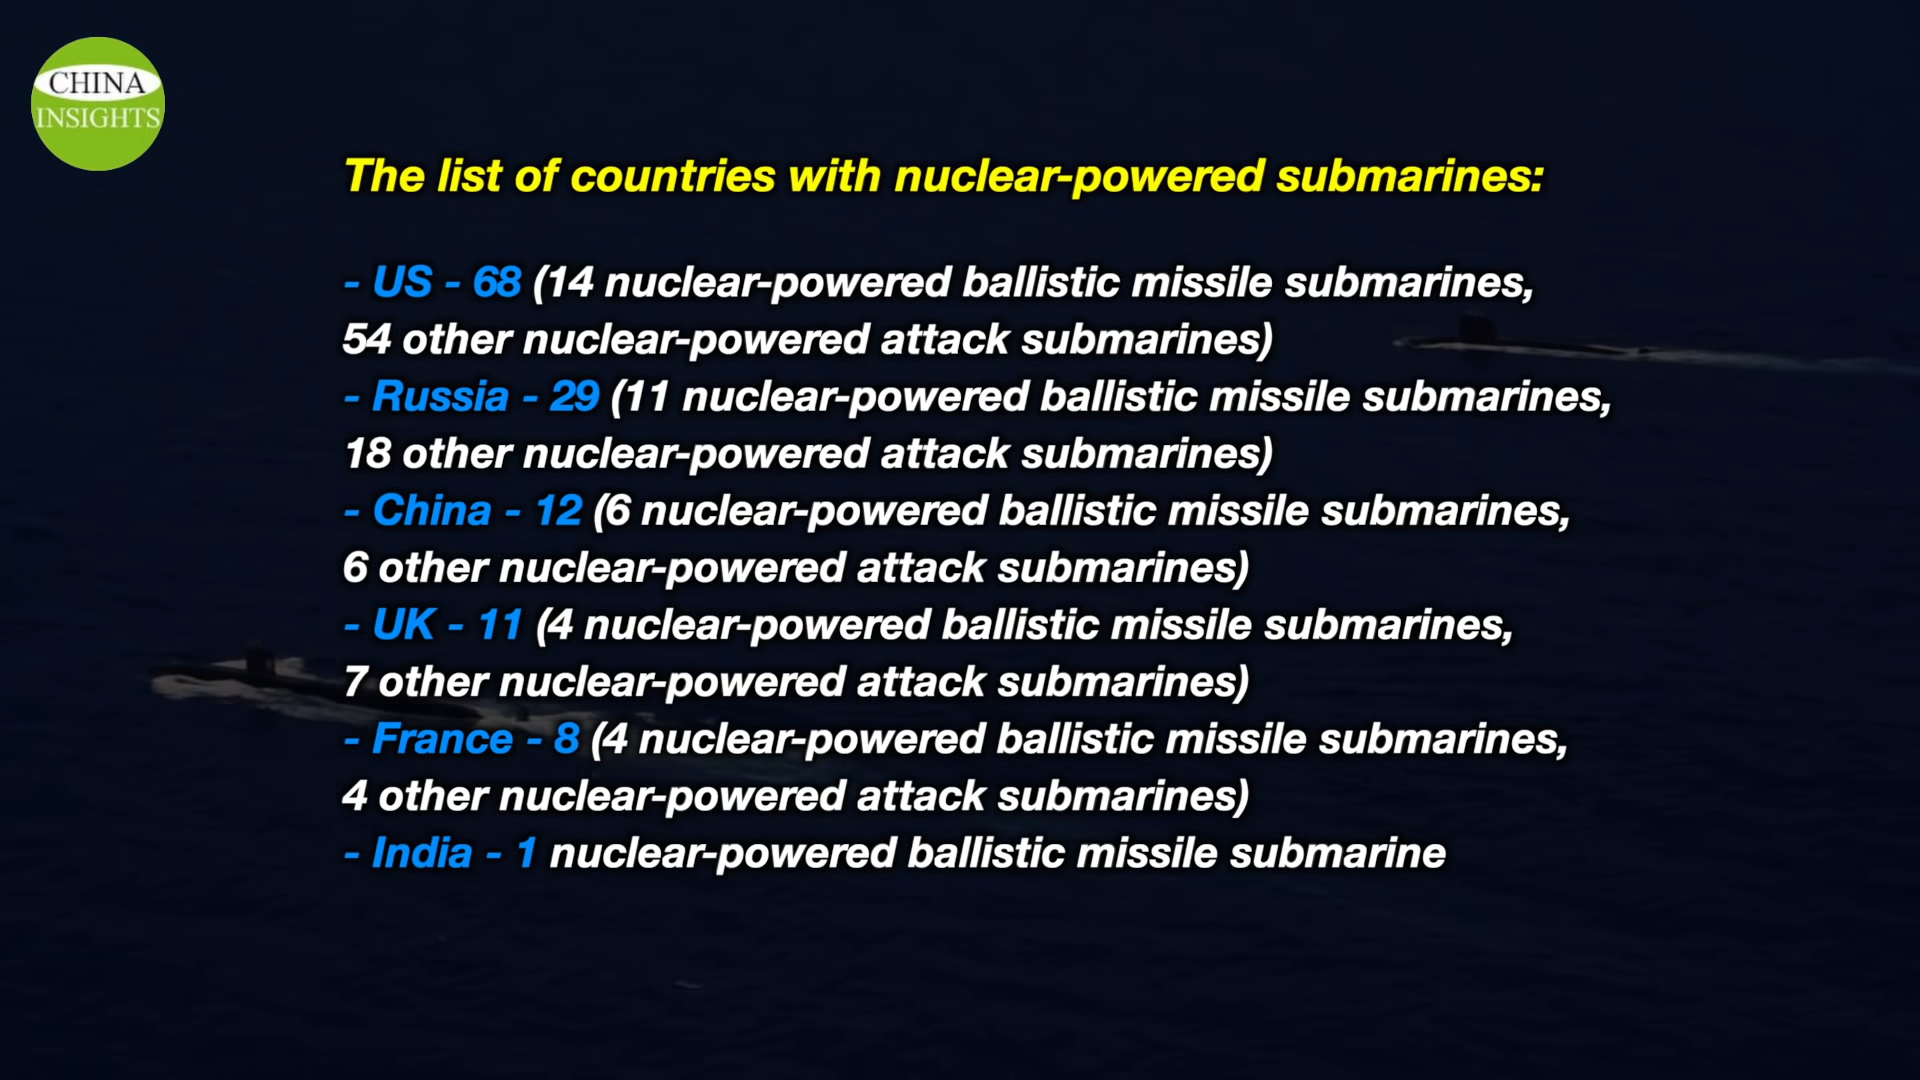 CHINA
INSIGHTS
The list of countries with nuclear-powered submarines:
- US - 68 (14 nuclear-powered ballistic missile submarines,
54 other nuclear-powered attack submarines)
- Russia - 29 (11 nuclear-powered ballistic missile submarines,
18 other nuclear-powered attack submarines)
- China - 12 (6 nuclear-powered ballistic missile submarines,
6 other nuclear-powered attack submarines)
- UK - 11 (4 nuclear-powered ballistic missile submarines,
7 other nuclear-powered attack submarines)
- France - 8 (4 nuclear-powered ballistic missile submarines,
4 other nuclear-powered attack submarines)
- India - 1 nuclear-powered ballistic missile submarine